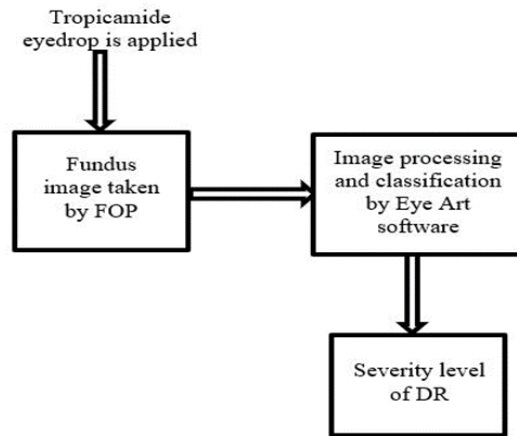 Tropicamide
eyedrop is applied
Fundus
image taken
by FOP
Image processing
and classification
by Eye Art
software
Severity level
of DR